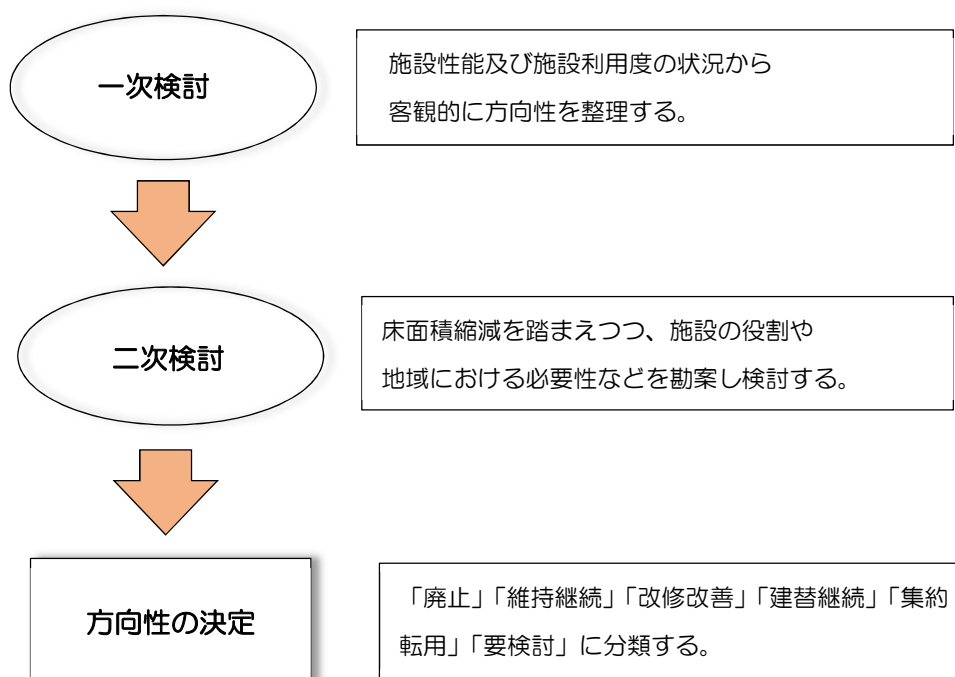 一次検討
施設性能及び施設利用度の状況から
客観的に方向性を整理する。
二次検討
床面積縮減を踏まえつつ、施設の役割や
地域における必要性などを勘案し検討する。
方向性の決定
「廃止」「維持継続」「改修改善」「建替継続」「集約
転用」「要検討」に分類する。